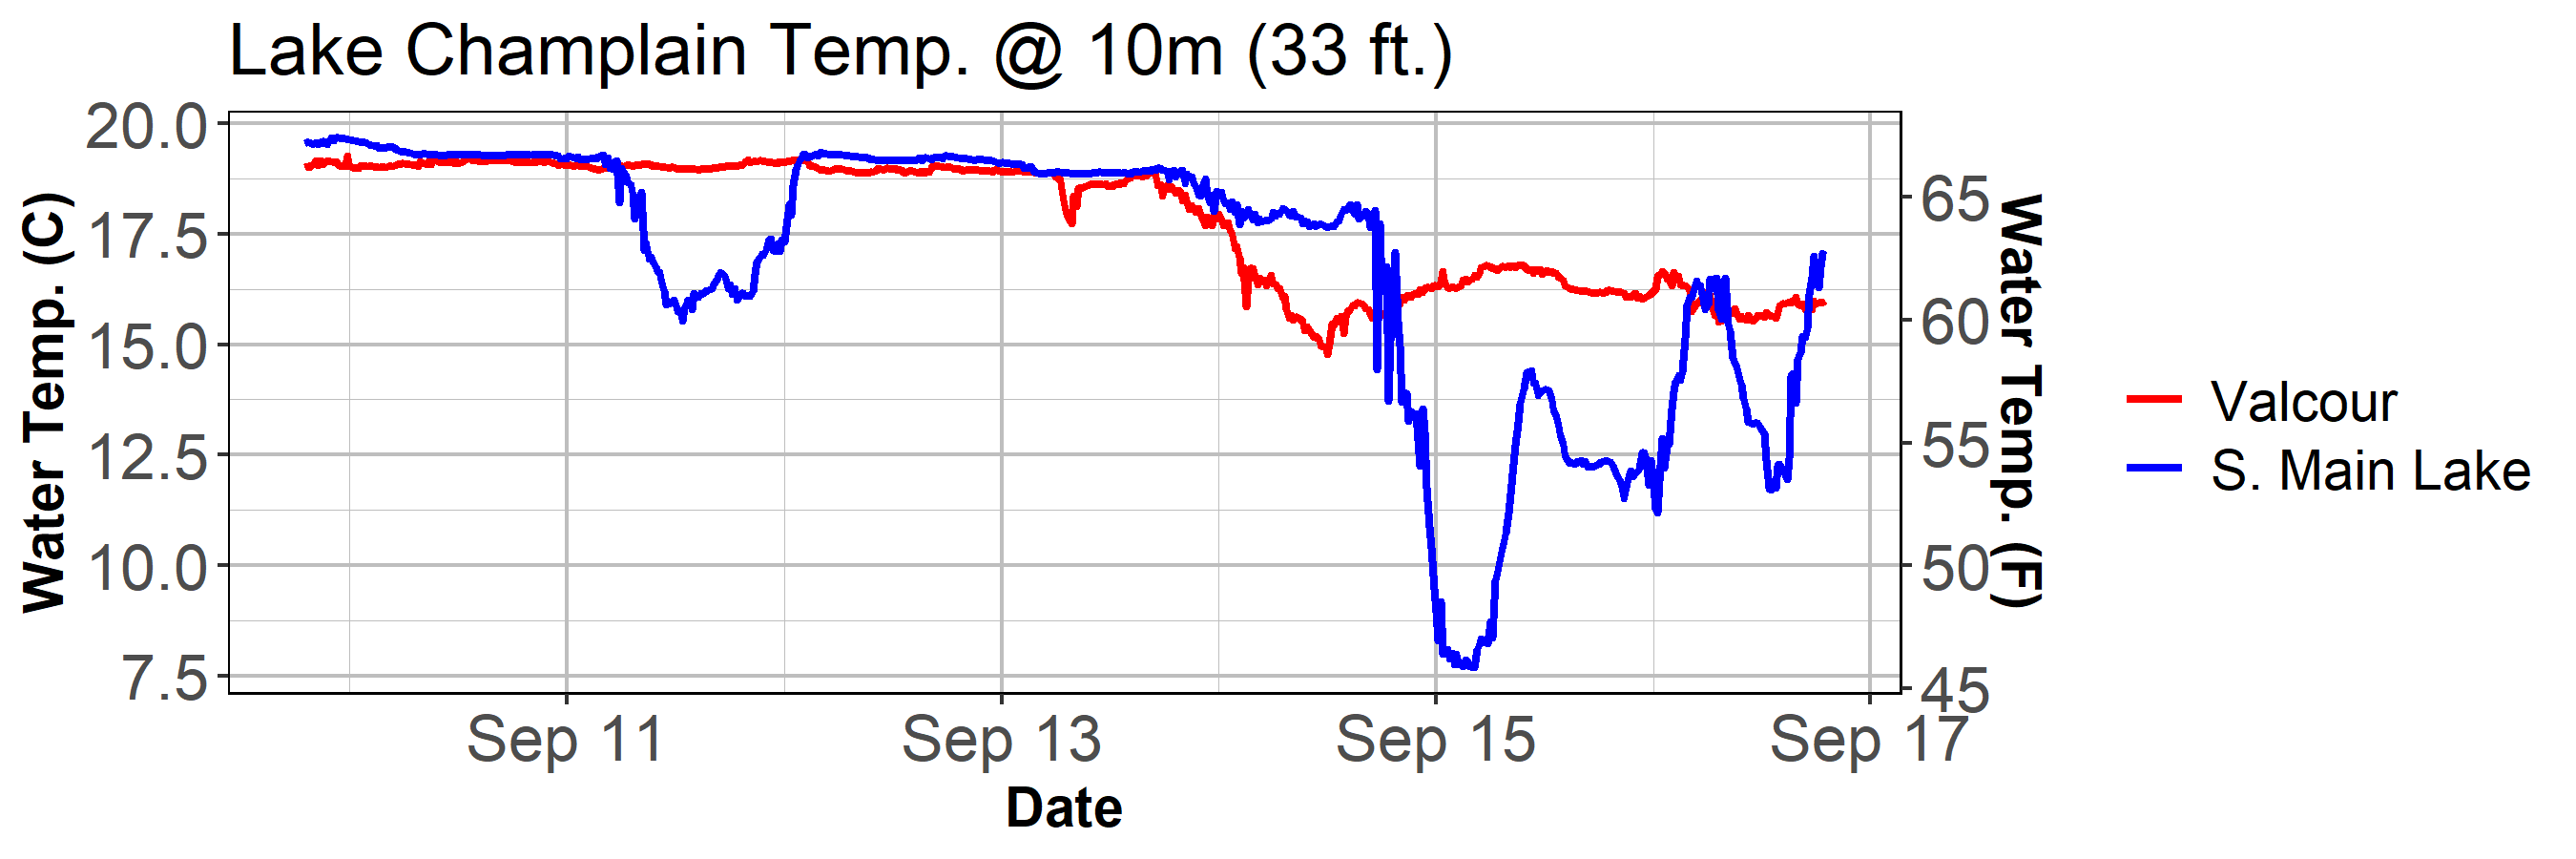 Lake Champlain Temp. @ 10m (33 ft.)
Water Temp. (C)
20.0
17.5
15.0
12.5
10.0
7.5
65
60
55
50
45
Water Temp. (F)
Sep 11 Sep 13 Sep 15 Sep 17
Date
Valcour
S. Main Lake